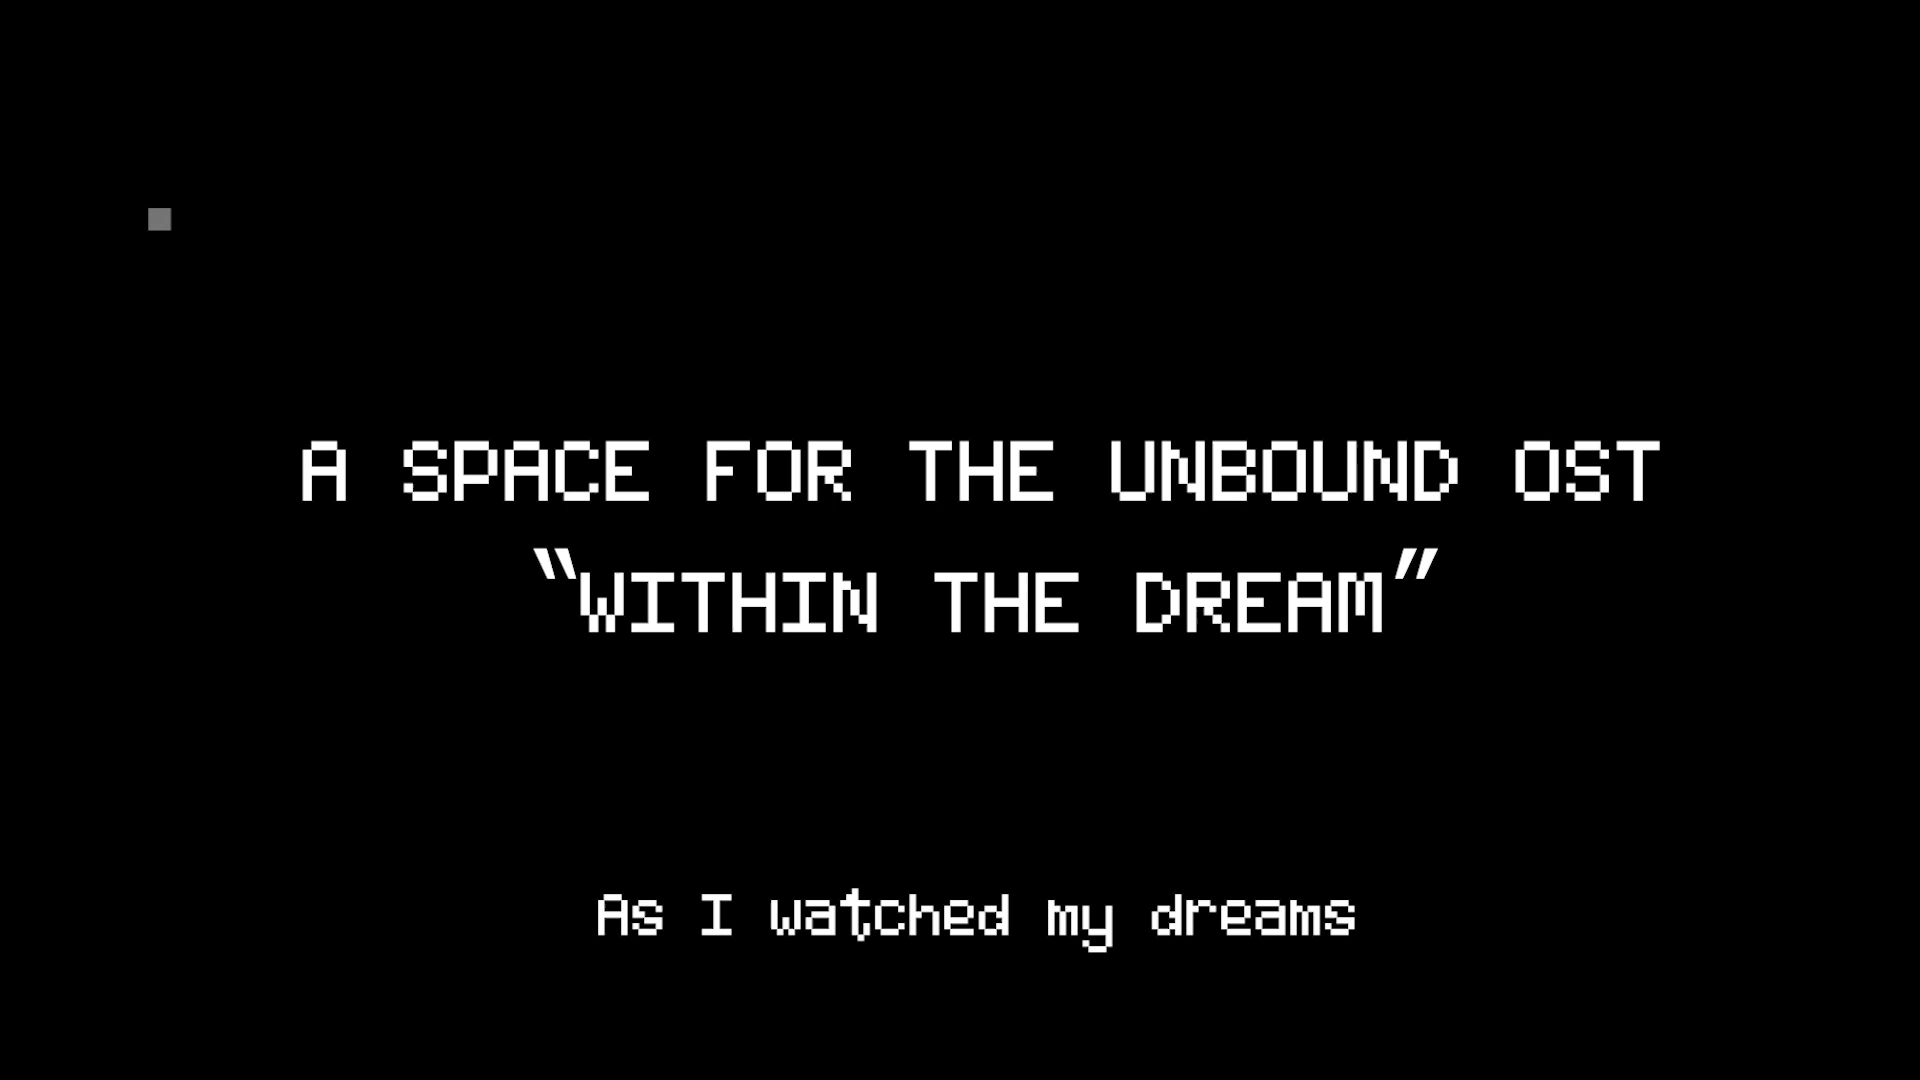 A SPACE FOR THE UNBOUND OST
“WITHIN THE DREAM”
As I watched my dreams